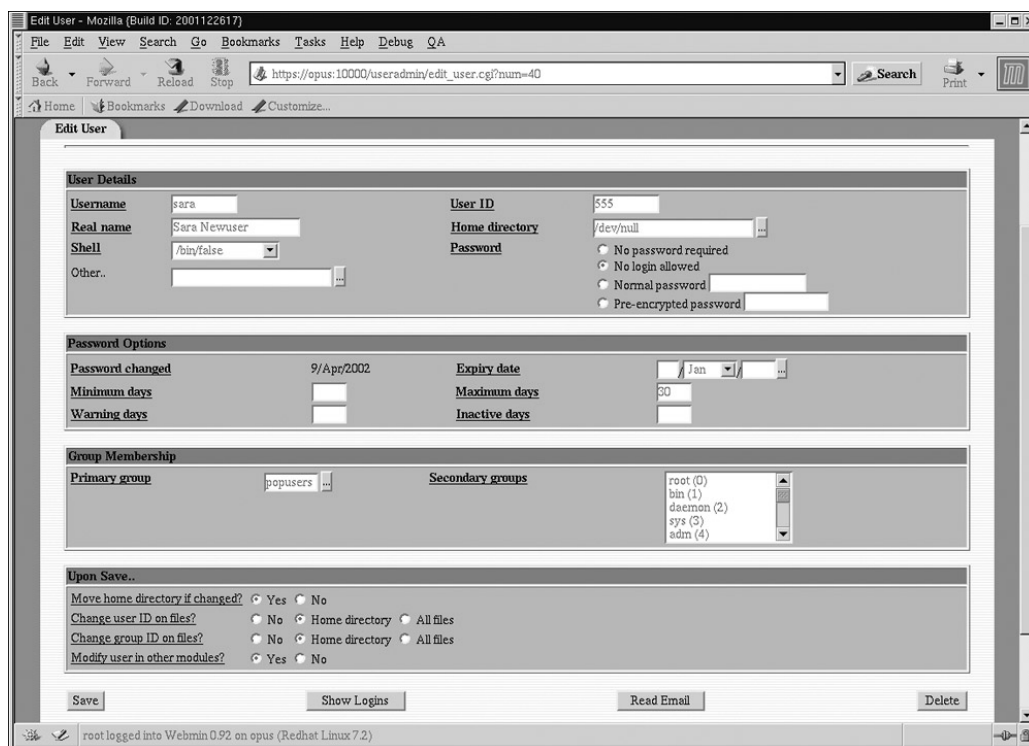 Edit User - Mozilla {Build ID: 2001122617}
File Edit View Search Go Bookmarks Tasks Help Debug QA
Back Forward Reload Stop https://opus:10000/useradmin/edit_user.cgi?num=40 Search Print
Home Bookmarks Download Customize...
Edit User
User Details
Username sara User ID 555
Real name Sara Newuser Home directory /dev/null ...
Shell /bin/false Password No password required
Other.. ... No login allowed
Normal password
Pre-encrypted password
Password Options
Password changed 9/Apr/2002 Expiry date / Jan / ...
Minimum days Maximum days 30
Warning days Inactive days
Group Membership
Primary group popusers ... Secondary groups root (0)
bin (1)
daemon (2)
sys (3)
adm (4)
Upon Save..
Move home directory if changed? Yes No
Change user ID on files? No Home directory All files
Change group ID on files? No Home directory All files
Modify user in other modules? Yes No
Save Show Logins Read Email Delete
root logged into Webmin 0.92 on opus (Redhat Linux 7.2)